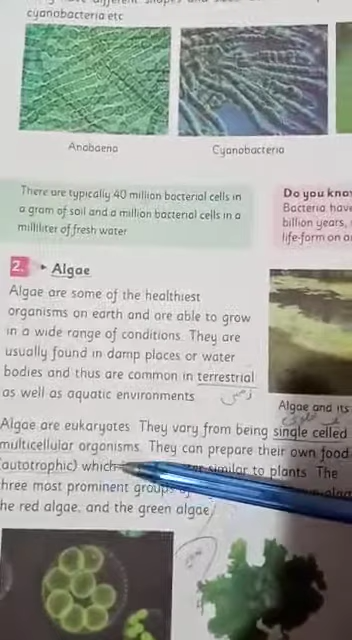 cyanobacteria etc
Anabaena
Cyanobacteria
There are typically 40 million bacterial cells in
a gram of soil and a million bacterial cells in a
milliliter of fresh water
Do you
Bacteria have
billion years,
life-form on
2. Algae
Algae are some of the healthiest
organisms on earth and are able to grow
in a wide range of conditions. They are
usually found in damp places or water
bodies and thus are common in terrestrial
as well as aquatic environments
Algae and its
Algae are eukaryotes. They vary from being single celled
multicellular organisms. They can prepare their own food
(autotrophic) which similar to plants. The
three most prominent groups
he red algae, and the green algae